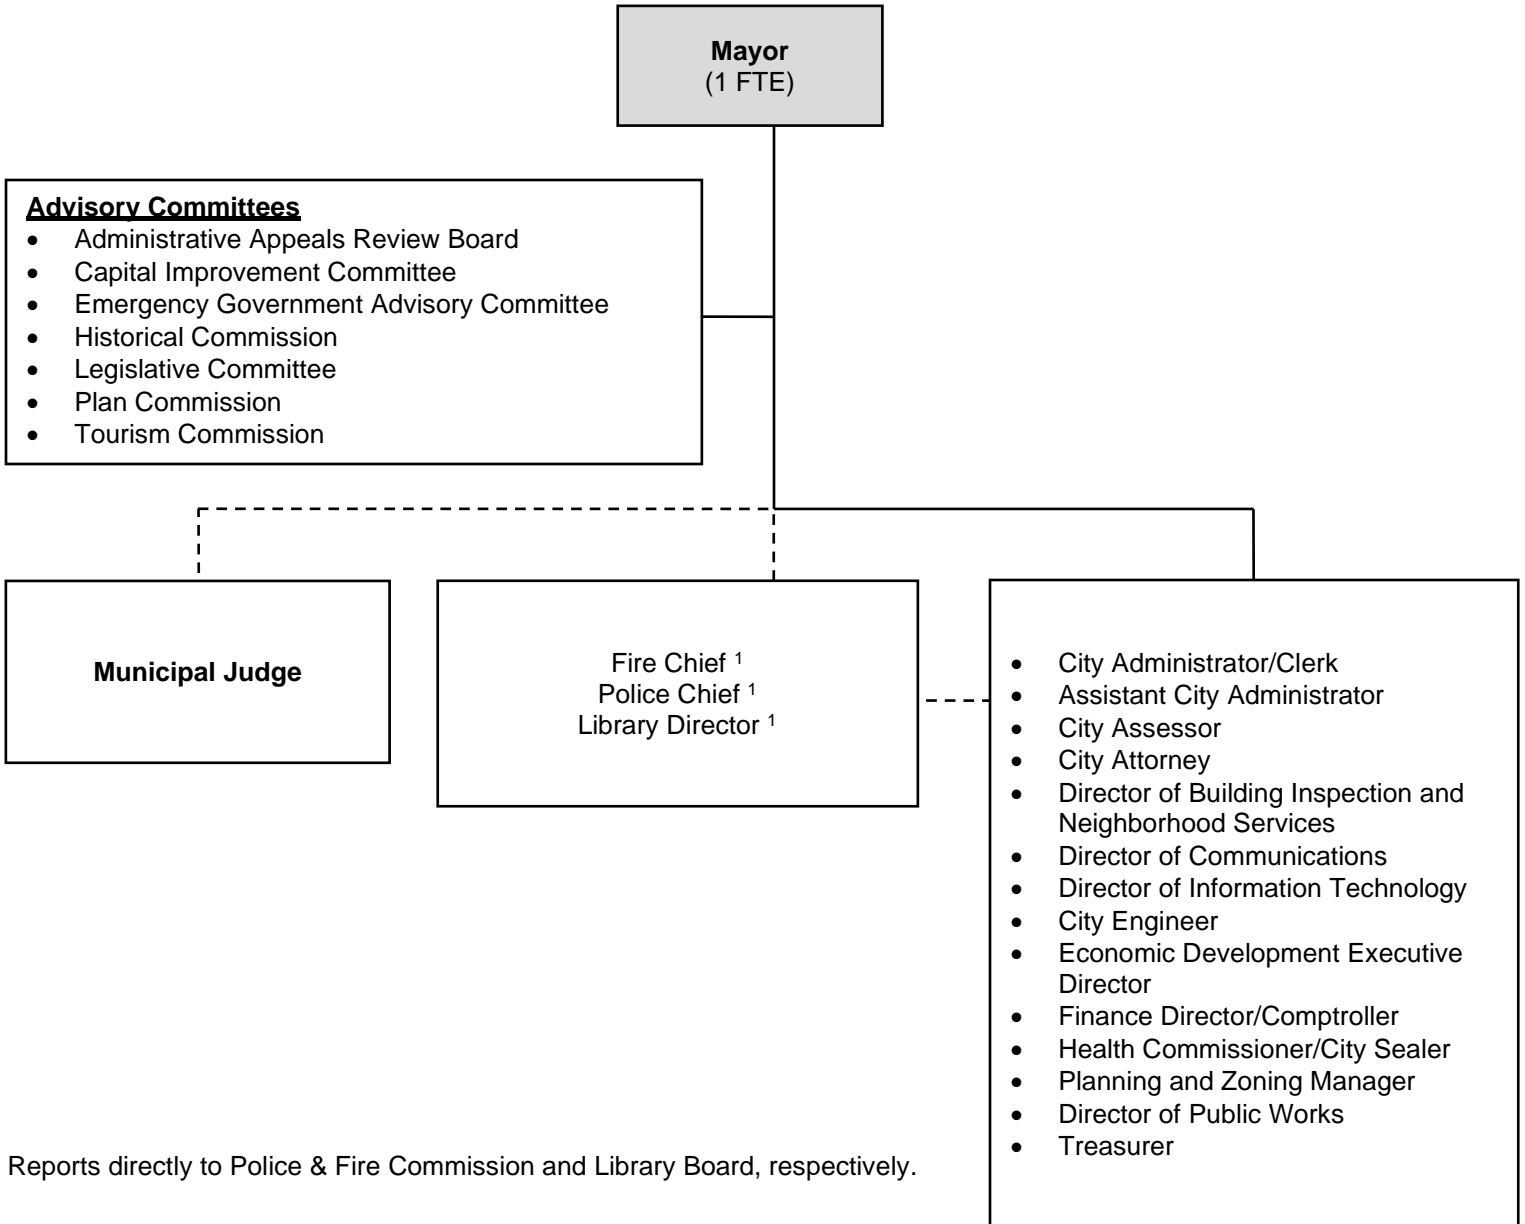 Mayor
(1 FTE)
Advisory Committees
• Administrative Appeals Review Board
• Capital Improvement Committee
• Emergency Government Advisory Committee
• Historical Commission
• Legislative Committee
• Plan Commission
• Tourism Commission
Municipal Judge
Fire Chief ¹
Police Chief ¹
Library Director ¹
• City Administrator/Clerk
• Assistant City Administrator
• City Assessor
• City Attorney
• Director of Building Inspection and
Neighborhood Services
• Director of Communications
• Director of Information Technology
• City Engineer
• Economic Development Executive
Director
• Finance Director/Comptroller
• Health Commissioner/City Sealer
• Planning and Zoning Manager
• Director of Public Works
• Treasurer
Reports directly to Police & Fire Commission and Library Board, respectively.